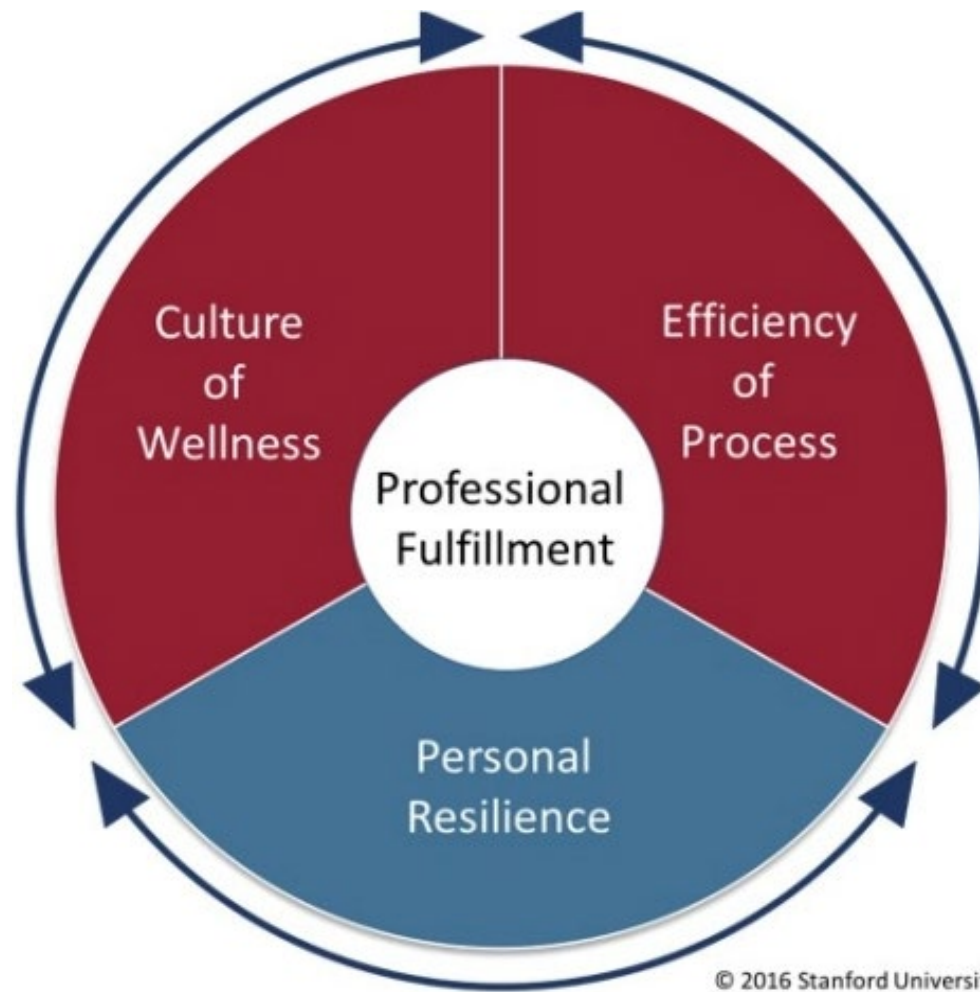 Culture
of
Wellness
Efficiency
of
Process
Professional
Fulfillment
Personal
Resilience
© 2016 Stanford Universi